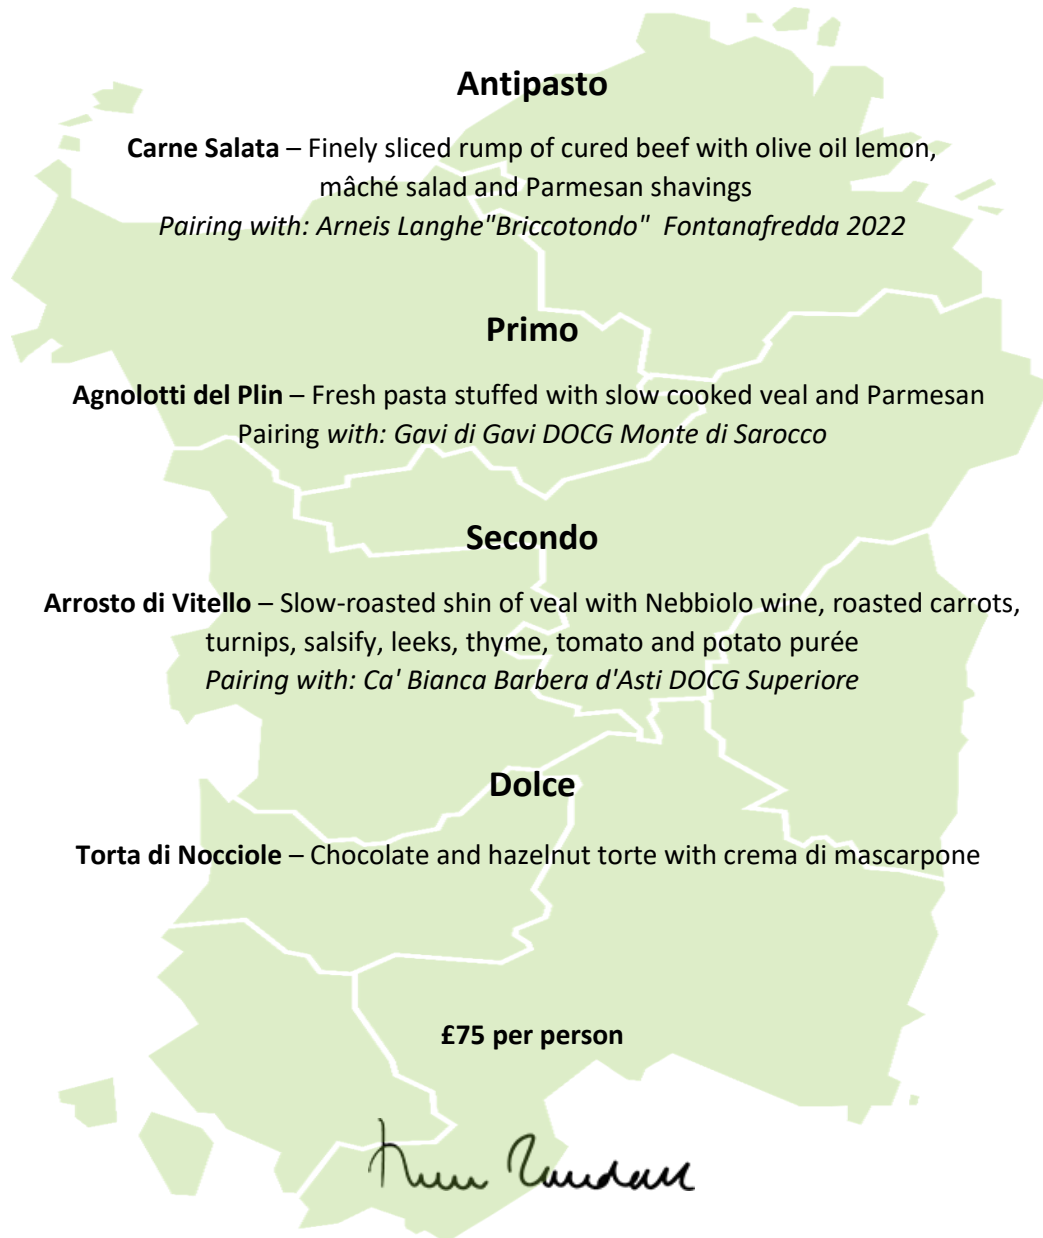 Antipasto
Carne Salata – Finely sliced rump of cured beef with olive oil lemon,
mâché salad and Parmesan shavings
Pairing with: Arneis Langhe"Briccotondo"  Fontanafredda 2022
Primo
Agnolotti del Plin – Fresh pasta stuffed with slow cooked veal and Parmesan
Pairing with: Gavi di Gavi DOCG Monte di Sarocco
Secondo
Arrosto di Vitello – Slow-roasted shin of veal with Nebbiolo wine, roasted carrots,
turnips, salsify, leeks, thyme, tomato and potato purée
Pairing with: Ca' Bianca Barbera d'Asti DOCG Superiore
Dolce
Torta di Nocciole – Chocolate and hazelnut torte with crema di mascarpone
£75 per person